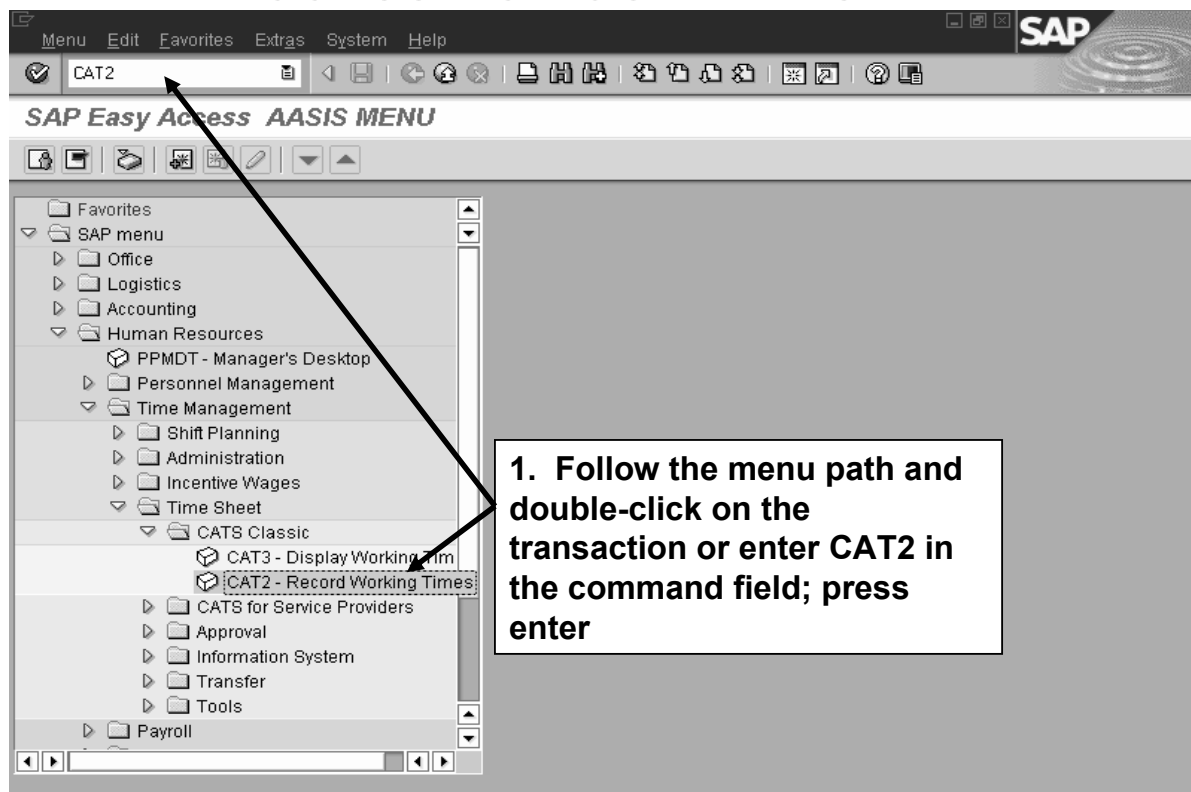 Menu Edit Favorites Extras System Help
SAP
CAT2
SAP Easy Access AASIS MENU
Favorites
SAP menu
Office
Logistics
Accounting
Human Resources
PPMDT - Manager's Desktop
Personnel Management
Time Management
Shift Planning
Administration
Incentive Wages
Time Sheet
CATS Classic
CAT3 - Display Working Tim
CAT2 - Record Working Times
CATS for Service Providers
Approval
Information System
Transfer
Tools
Payroll
1. Follow the menu path and
double-click on the
transaction or enter CAT2 in
the command field; press
enter